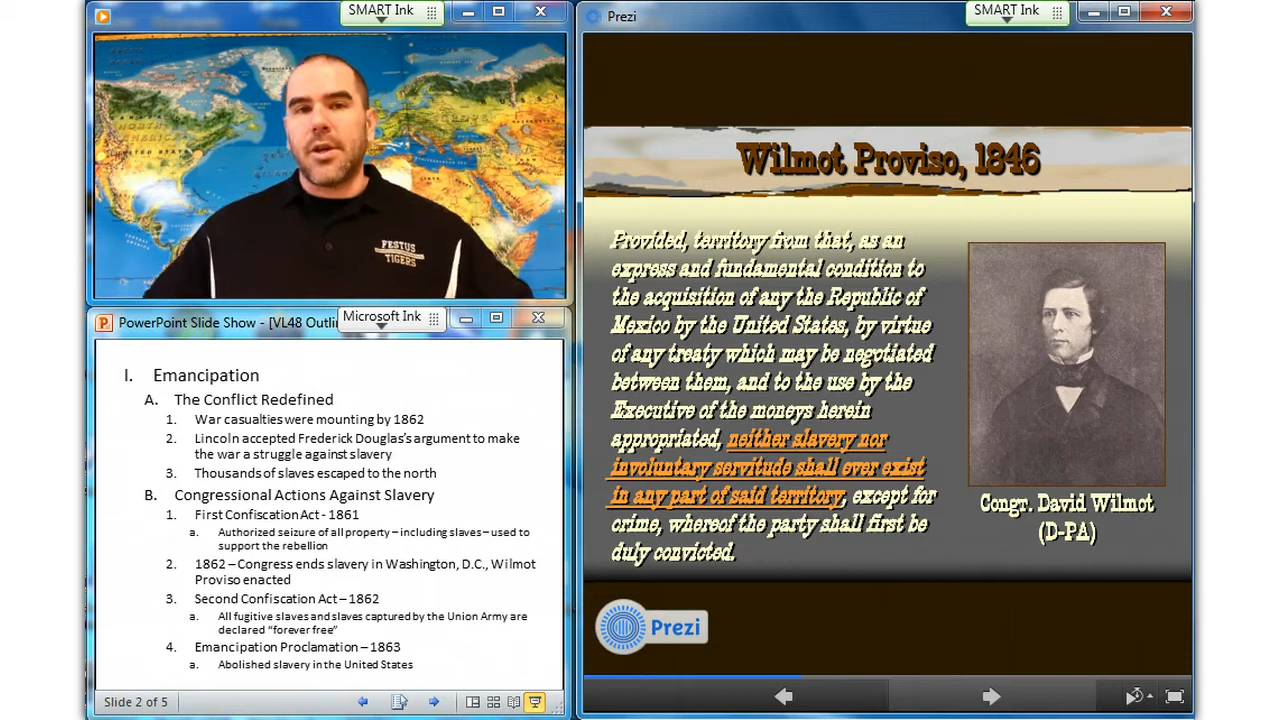 SMART Ink
FESTUS
TIGERS
PowerPoint Slide Show - [VL48 Outli
Microsoft Ink
I. Emancipation
A. The Conflict Redefined
1. War casualties were mounting by 1862
2. Lincoln accepted Frederick Douglas's argument to make
the war a struggle against slavery
3. Thousands of slaves escaped to the north
B. Congressional Actions Against Slavery
1. First Confiscation Act - 1861
a. Authorized seizure of all property – including slaves – used to
support the rebellion
2. 1862 – Congress ends slavery in Washington, D.C., Wilmot
Proviso enacted
3. Second Confiscation Act – 1862
a. All fugitive slaves and slaves captured by the Union Army are
declared "forever free"
4. Emancipation Proclamation – 1863
a. Abolished slavery in the United States
Slide 2 of 5
Prezi
SMART Ink
Wilmot Proviso, 1846
Provided, territory from that, as an
express and fundamental condition to
the acquisition of any the Republic of
Mexico by the United States, by virtue
of any treaty which may be negotiated
between them, and to the use by the
Executive of the moneys herein
appropriated, neither slavery nor
involuntary servitude shall ever exist
in any part of said territory, except for
crime, whereof the party shall first be
duly convicted.
Congr. David Wilmot
(D-PA)
Prezi